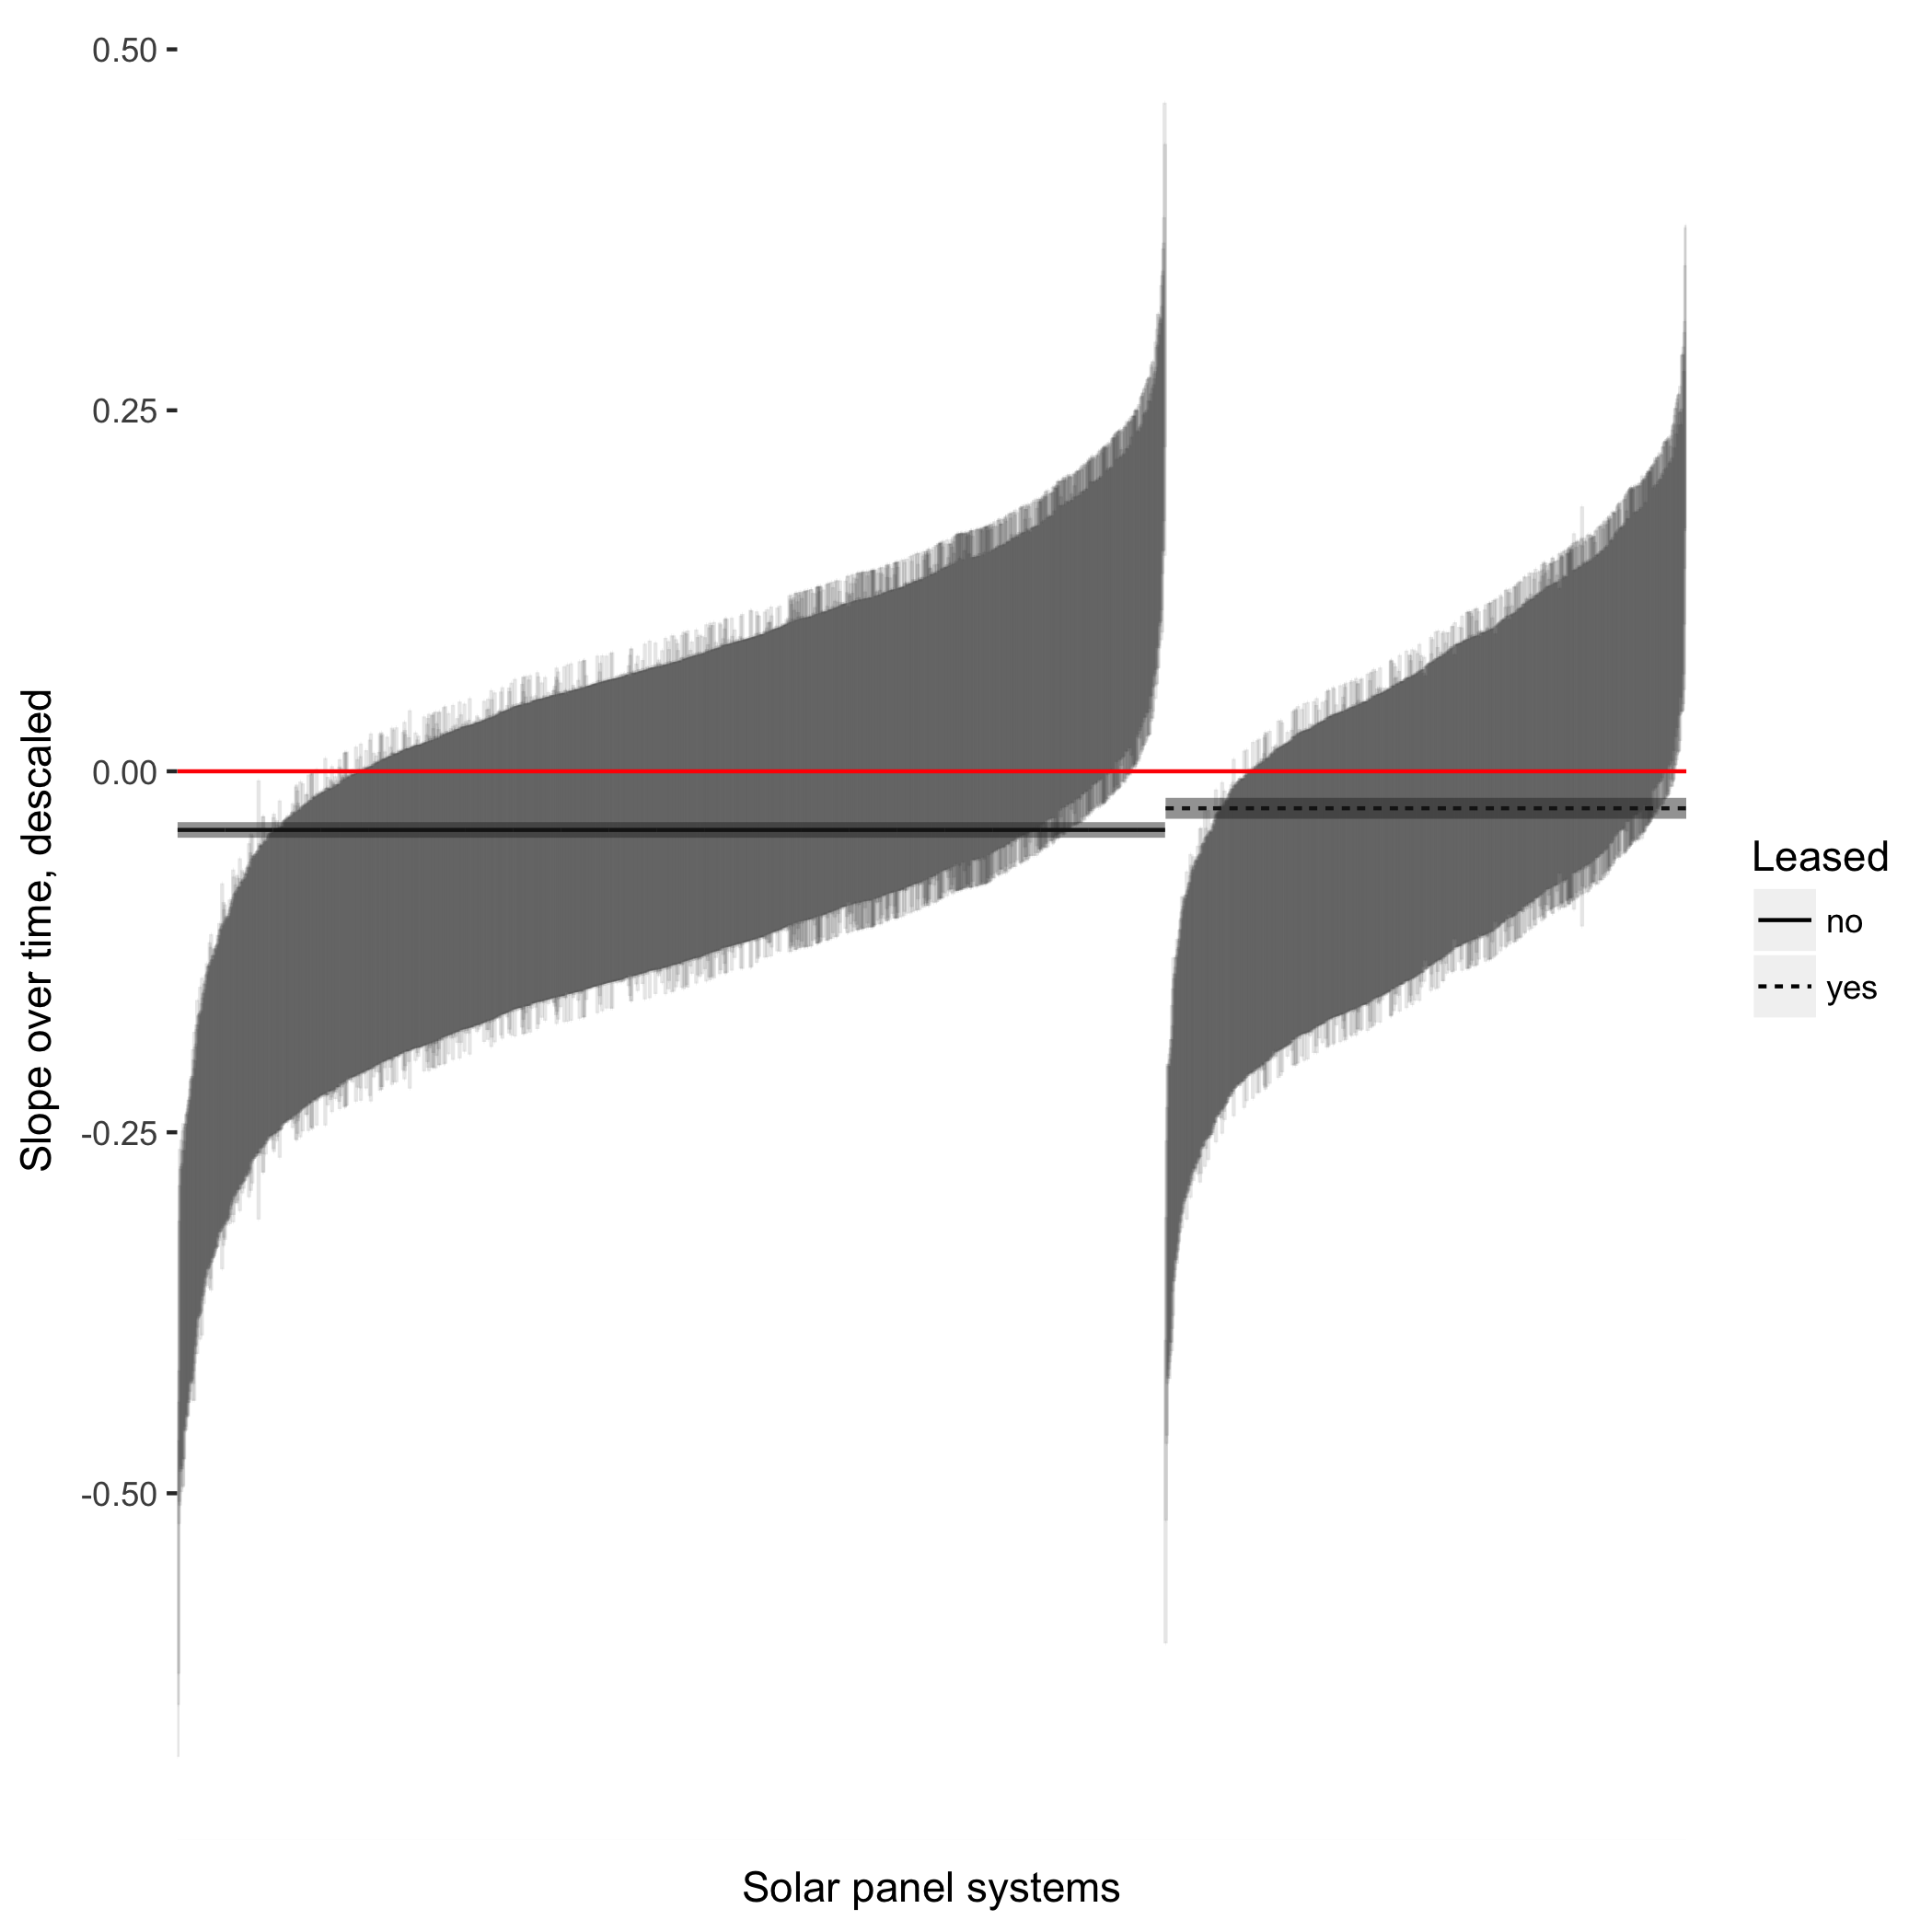 0.50
0.25
0.00
-0.25
-0.50
Slope over time, descaled
Solar panel systems
Leased
no
yes